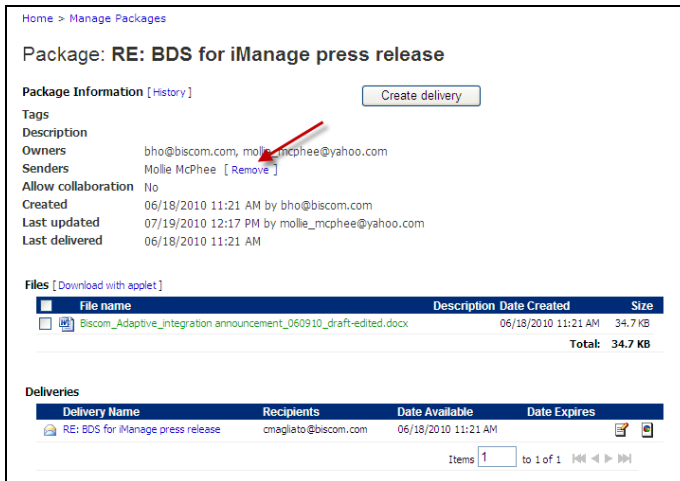 Home > Manage Packages
Package: RE: BDS for iManage press release
Package Information [ History ]
Create delivery
Tags
Description
Owners bho@biscom.com, mollie_mcphee@yahoo.com
Senders Mollie McPhee [ Remove ]
Allow collaboration No
Created 06/18/2010 11:21 AM by bho@biscom.com
Last updated 07/19/2010 12:17 PM by mollie_mcphee@yahoo.com
Last delivered 06/18/2010 11:21 AM
Files [ Download with applet ]
File name Description Date Created Size
Biscom_Adaptive_integration announcement_060910_draft-edited.docx 06/18/2010 11:21 AM 34.7 KB
Total: 34.7 KB
Deliveries
Delivery Name Recipients Date Available Date Expires
RE: BDS for iManage press release cmagliato@biscom.com 06/18/2010 11:21 AM
Items 1 to 1 of 1